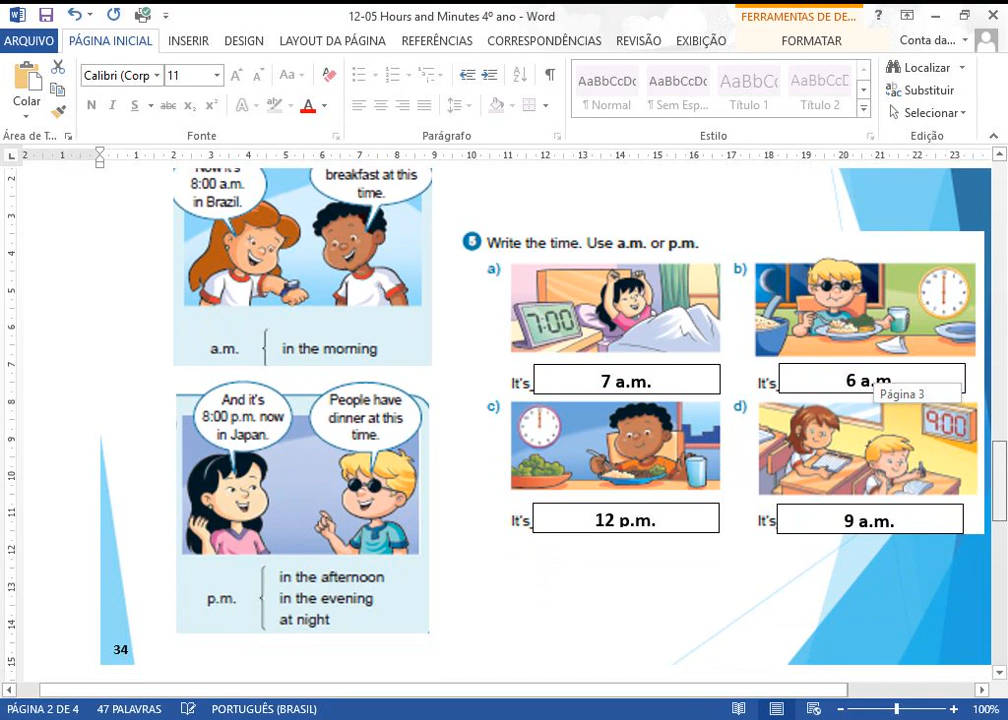 12-05 Hours and Minutes 4º ano - Word
FERRAMENTAS DE DE...
ARQUIVO
PÁGINA INICIAL
INSERIR
DESIGN
LAYOUT DA PÁGINA
REFERÊNCIAS
CORRESPONDÊNCIAS
REVISÃO
EXIBIÇÃO
FORMATAR
Conta da...
Colar
Calibri (Corp
11
AaBbCcDc
AaBbCcDc
AaBbC
AaBbCcD
¶ Normal
¶ Sem Esp...
Título 1
Título 2
Localizar
Substituir
Selecionar
Área de T...
Fonte
Parágrafo
Estilo
Edição
Now it's
8:00 a.m.
in Brazil.
breakfast at this
time.
a.m.
in the morning
And it's
8:00 p.m. now
in Japan.
People have
dinner at this
time.
p.m.
in the afternoon
in the evening
at night
34
5 Write the time. Use a.m. or p.m.
a)
7:00
It's 7 a.m.
b)
It's 6 a.m.
Página 3
c)
It's 12 p.m.
d)
9:00
It's 9 a.m.
PÁGINA 2 DE 4
47 PALAVRAS
PORTUGUÊS (BRASIL)
100%